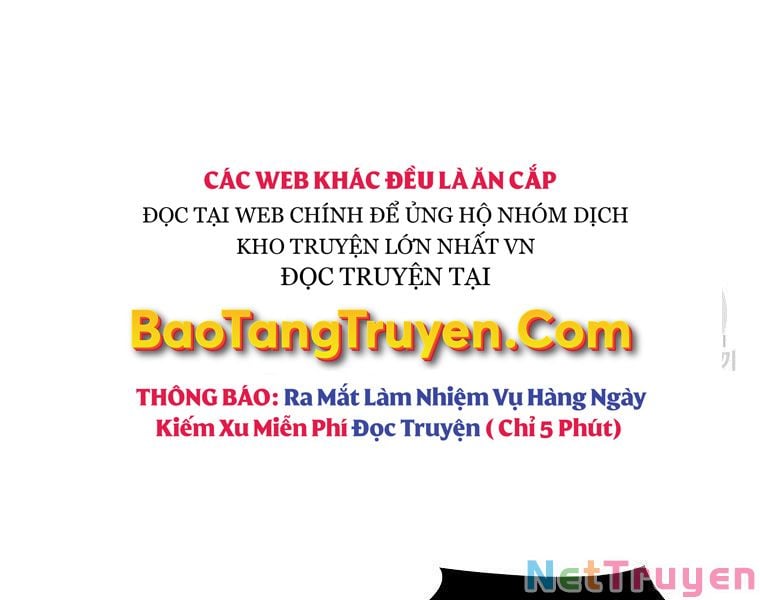 CÁC WEB KHÁC ĐỀU LÀ ĂN CẮP
ĐỌC TẠI WEB CHÍNH ĐỂ ỦNG HỘ NHÓM DỊCH
KHO TRUYỆN LỚN NHẤT VN
ĐỌC TRUYỆN TẠI
BaoTangTruyen.Com
THÔNG BÁO: Ra Mắt Làm Nhiệm Vụ Hàng Ngày
Kiếm Xu Miễn Phí Đọc Truyện ( Chỉ 5 Phút)
NetTruyen